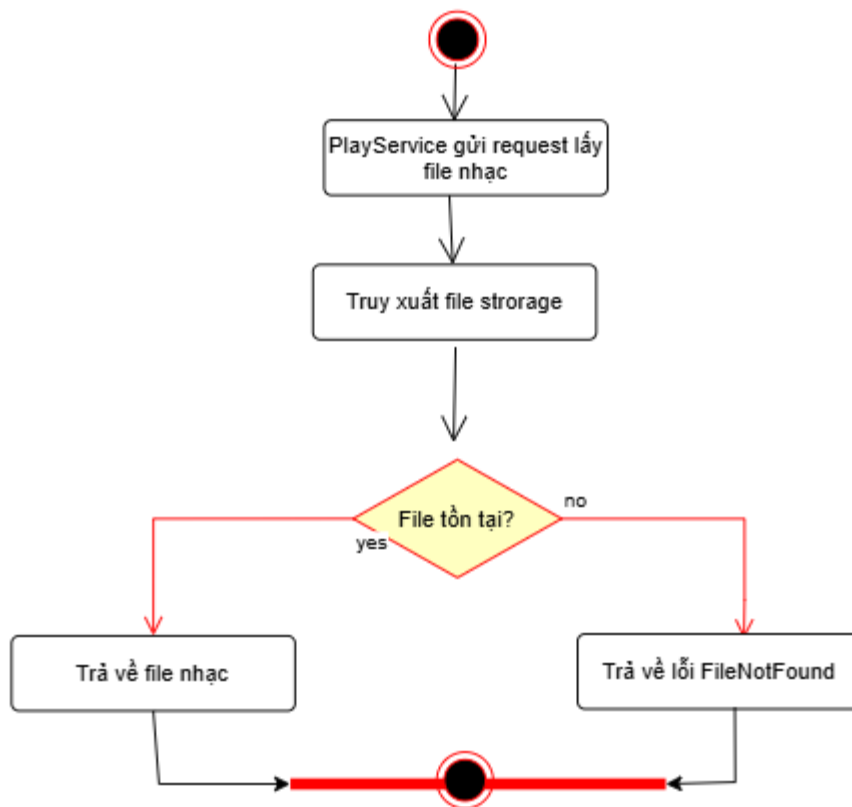 PlayService gửi request lấy
file nhạc
Truy xuất file strorage
File tồn tại?
yes
no
Trả về file nhạc
Trả về lỗi FileNotFound